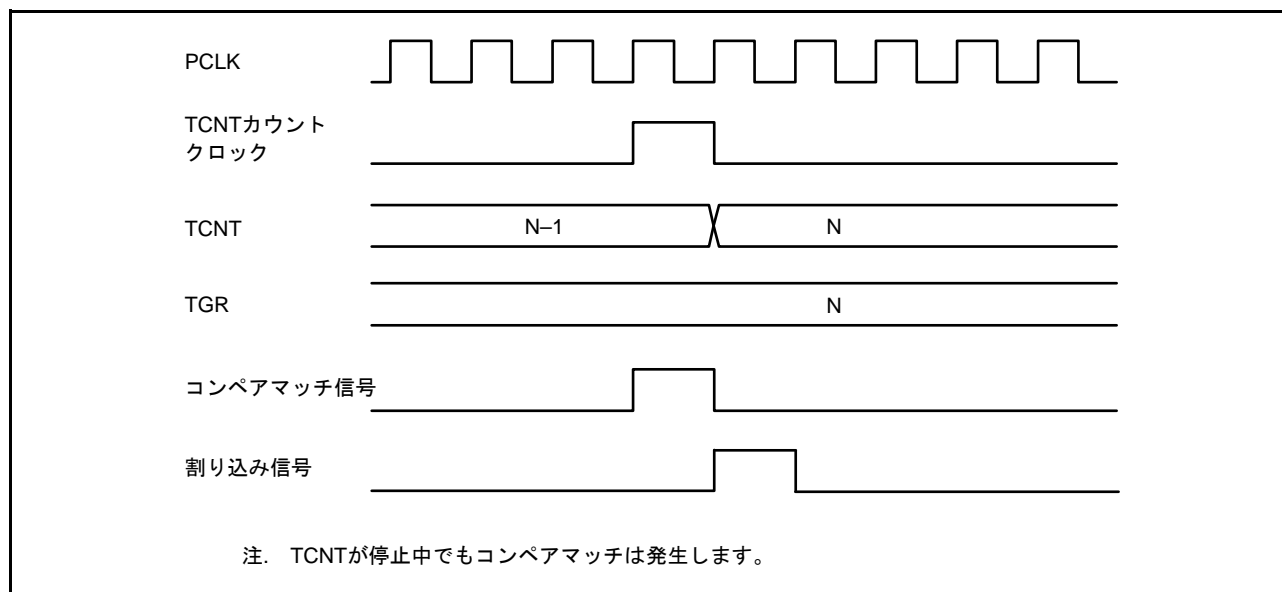 PCLK
TCNTカウント
クロック
TCNT
N–1
N
TGR
N
コンペアマッチ信号
割り込み信号
注. TCNTが停止中でもコンペアマッチは発生します。